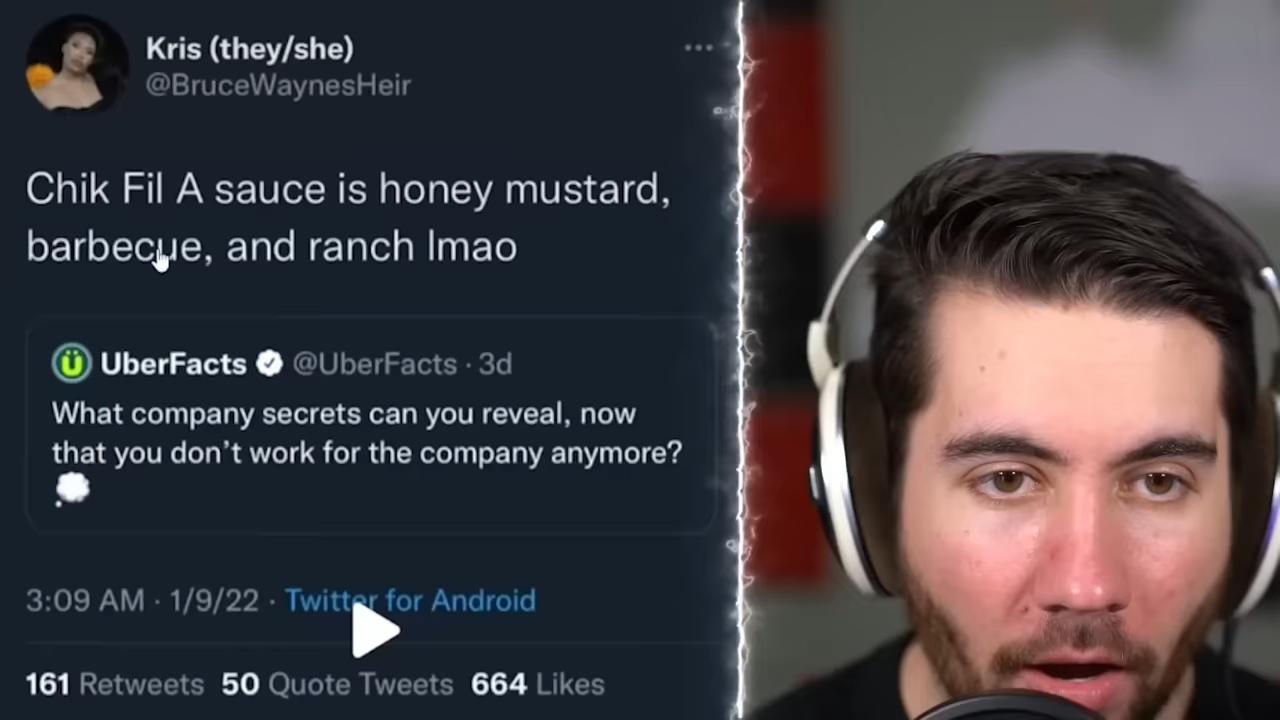 Kris (they/she)
@BruceWaynesHeir
Chik Fil A sauce is honey mustard,
barbecue, and ranch lmao
UberFacts @UberFacts · 3d
What company secrets can you reveal, now
that you don’t work for the company anymore?
3:09 AM · 1/9/22 · Twitter for Android
161 Retweets 50 Quote Tweets 664 Likes